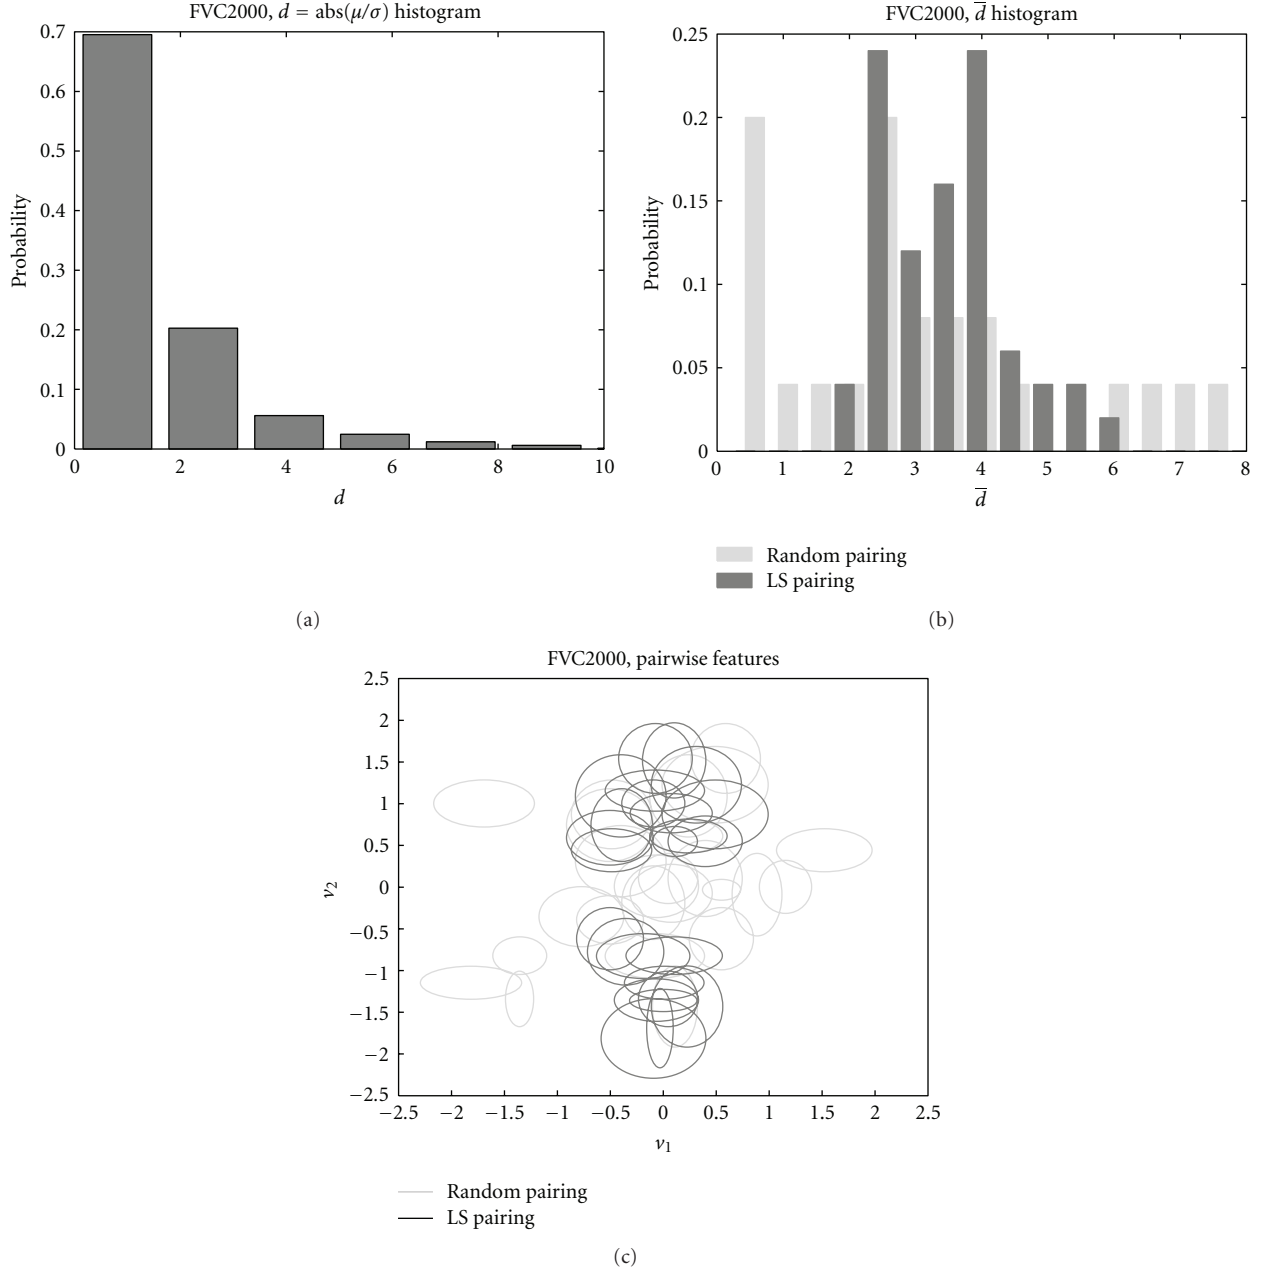 FVC2000, d = abs(μ/σ) histogram
0.7
0.6
0.5
0.4
0.3
0.2
0.1
0
Probability
0 2 4 6 8 10
d
(a)
FVC2000, d̅ histogram
0.25
0.2
0.15
0.1
0.05
0
Probability
0 1 2 3 4 5 6 7 8
d̅
Random pairing
LS pairing
(b)
FVC2000, pairwise features
2.5
2
1.5
1
0.5
0
−0.5
−1
−1.5
−2
−2.5
v₂
−2.5 −2 −1.5 −1 −0.5 0 0.5 1 1.5 2 2.5
v₁
Random pairing
LS pairing
(c)